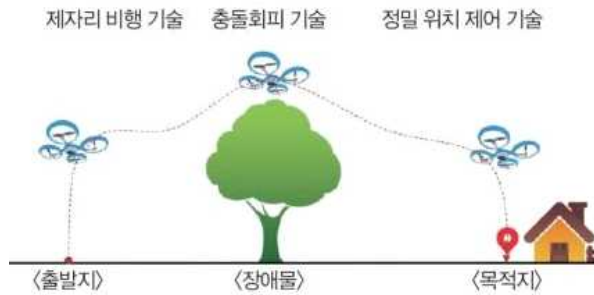 제자리 비행 기술 충돌회피 기술 정밀 위치 제어 기술
<출발지> <장애물> <목적지>